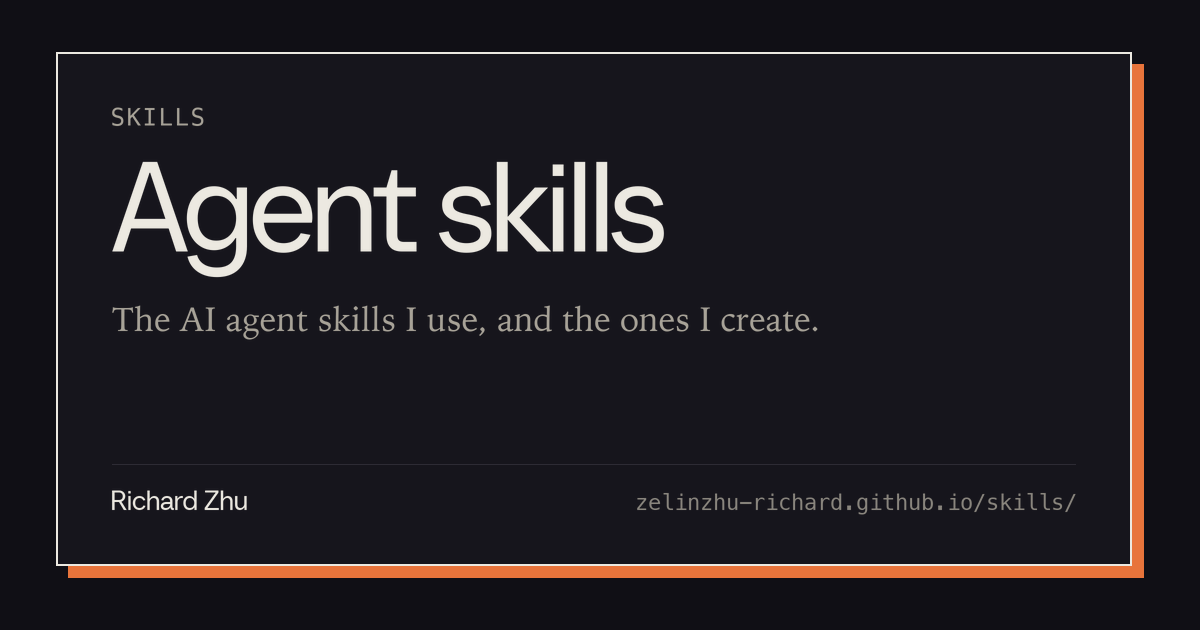 SKILLS
Agent skills
The AI agent skills I use, and the ones I create.
Richard Zhu
zelinzhu-richard.github.io/skills/